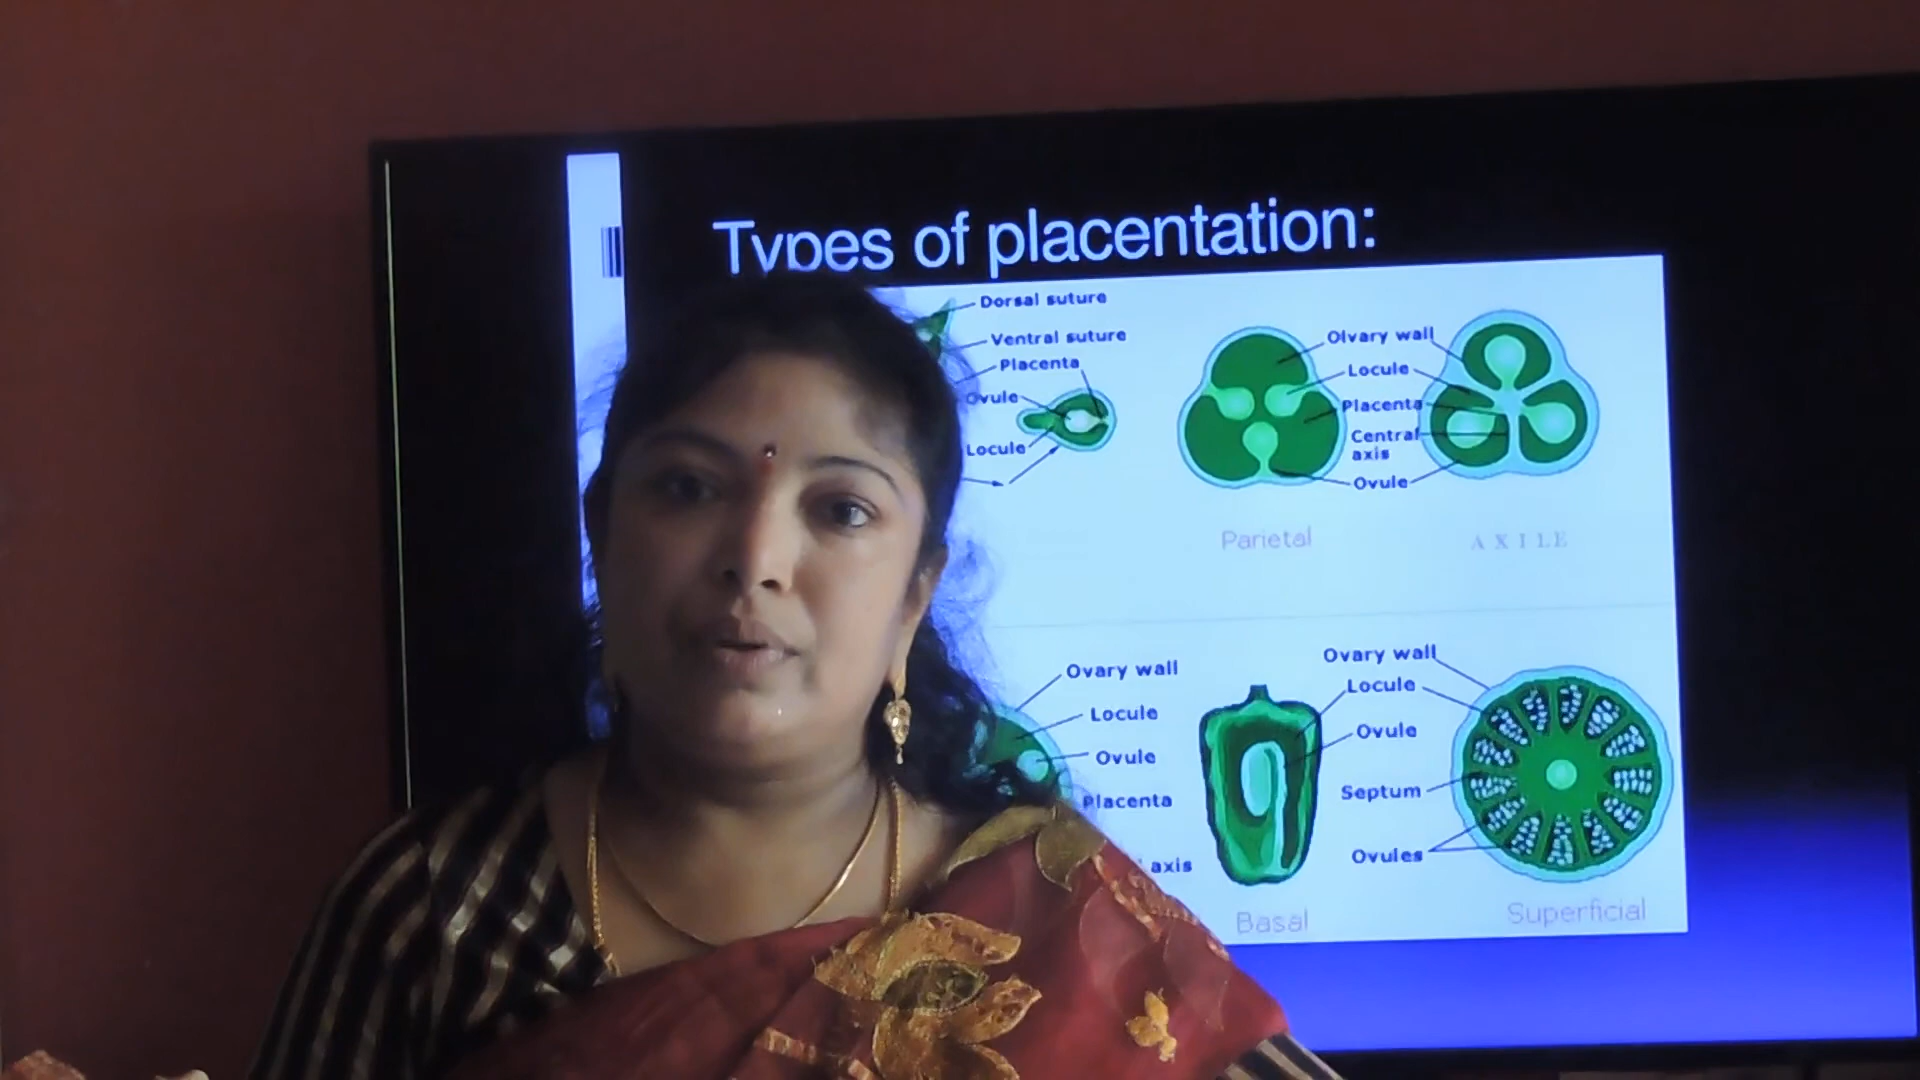 Types of placentation:
Dorsal suture
Ventral suture
Placenta
Ovule
Locule
Olvary wall
Locule
Placenta
Central
axis
Ovule
Parietal
AXILE
Ovary wall
Locule
Ovule
Placenta
axis
Basal
Ovary wall
Locule
Ovule
Septum
Ovules
Superficial